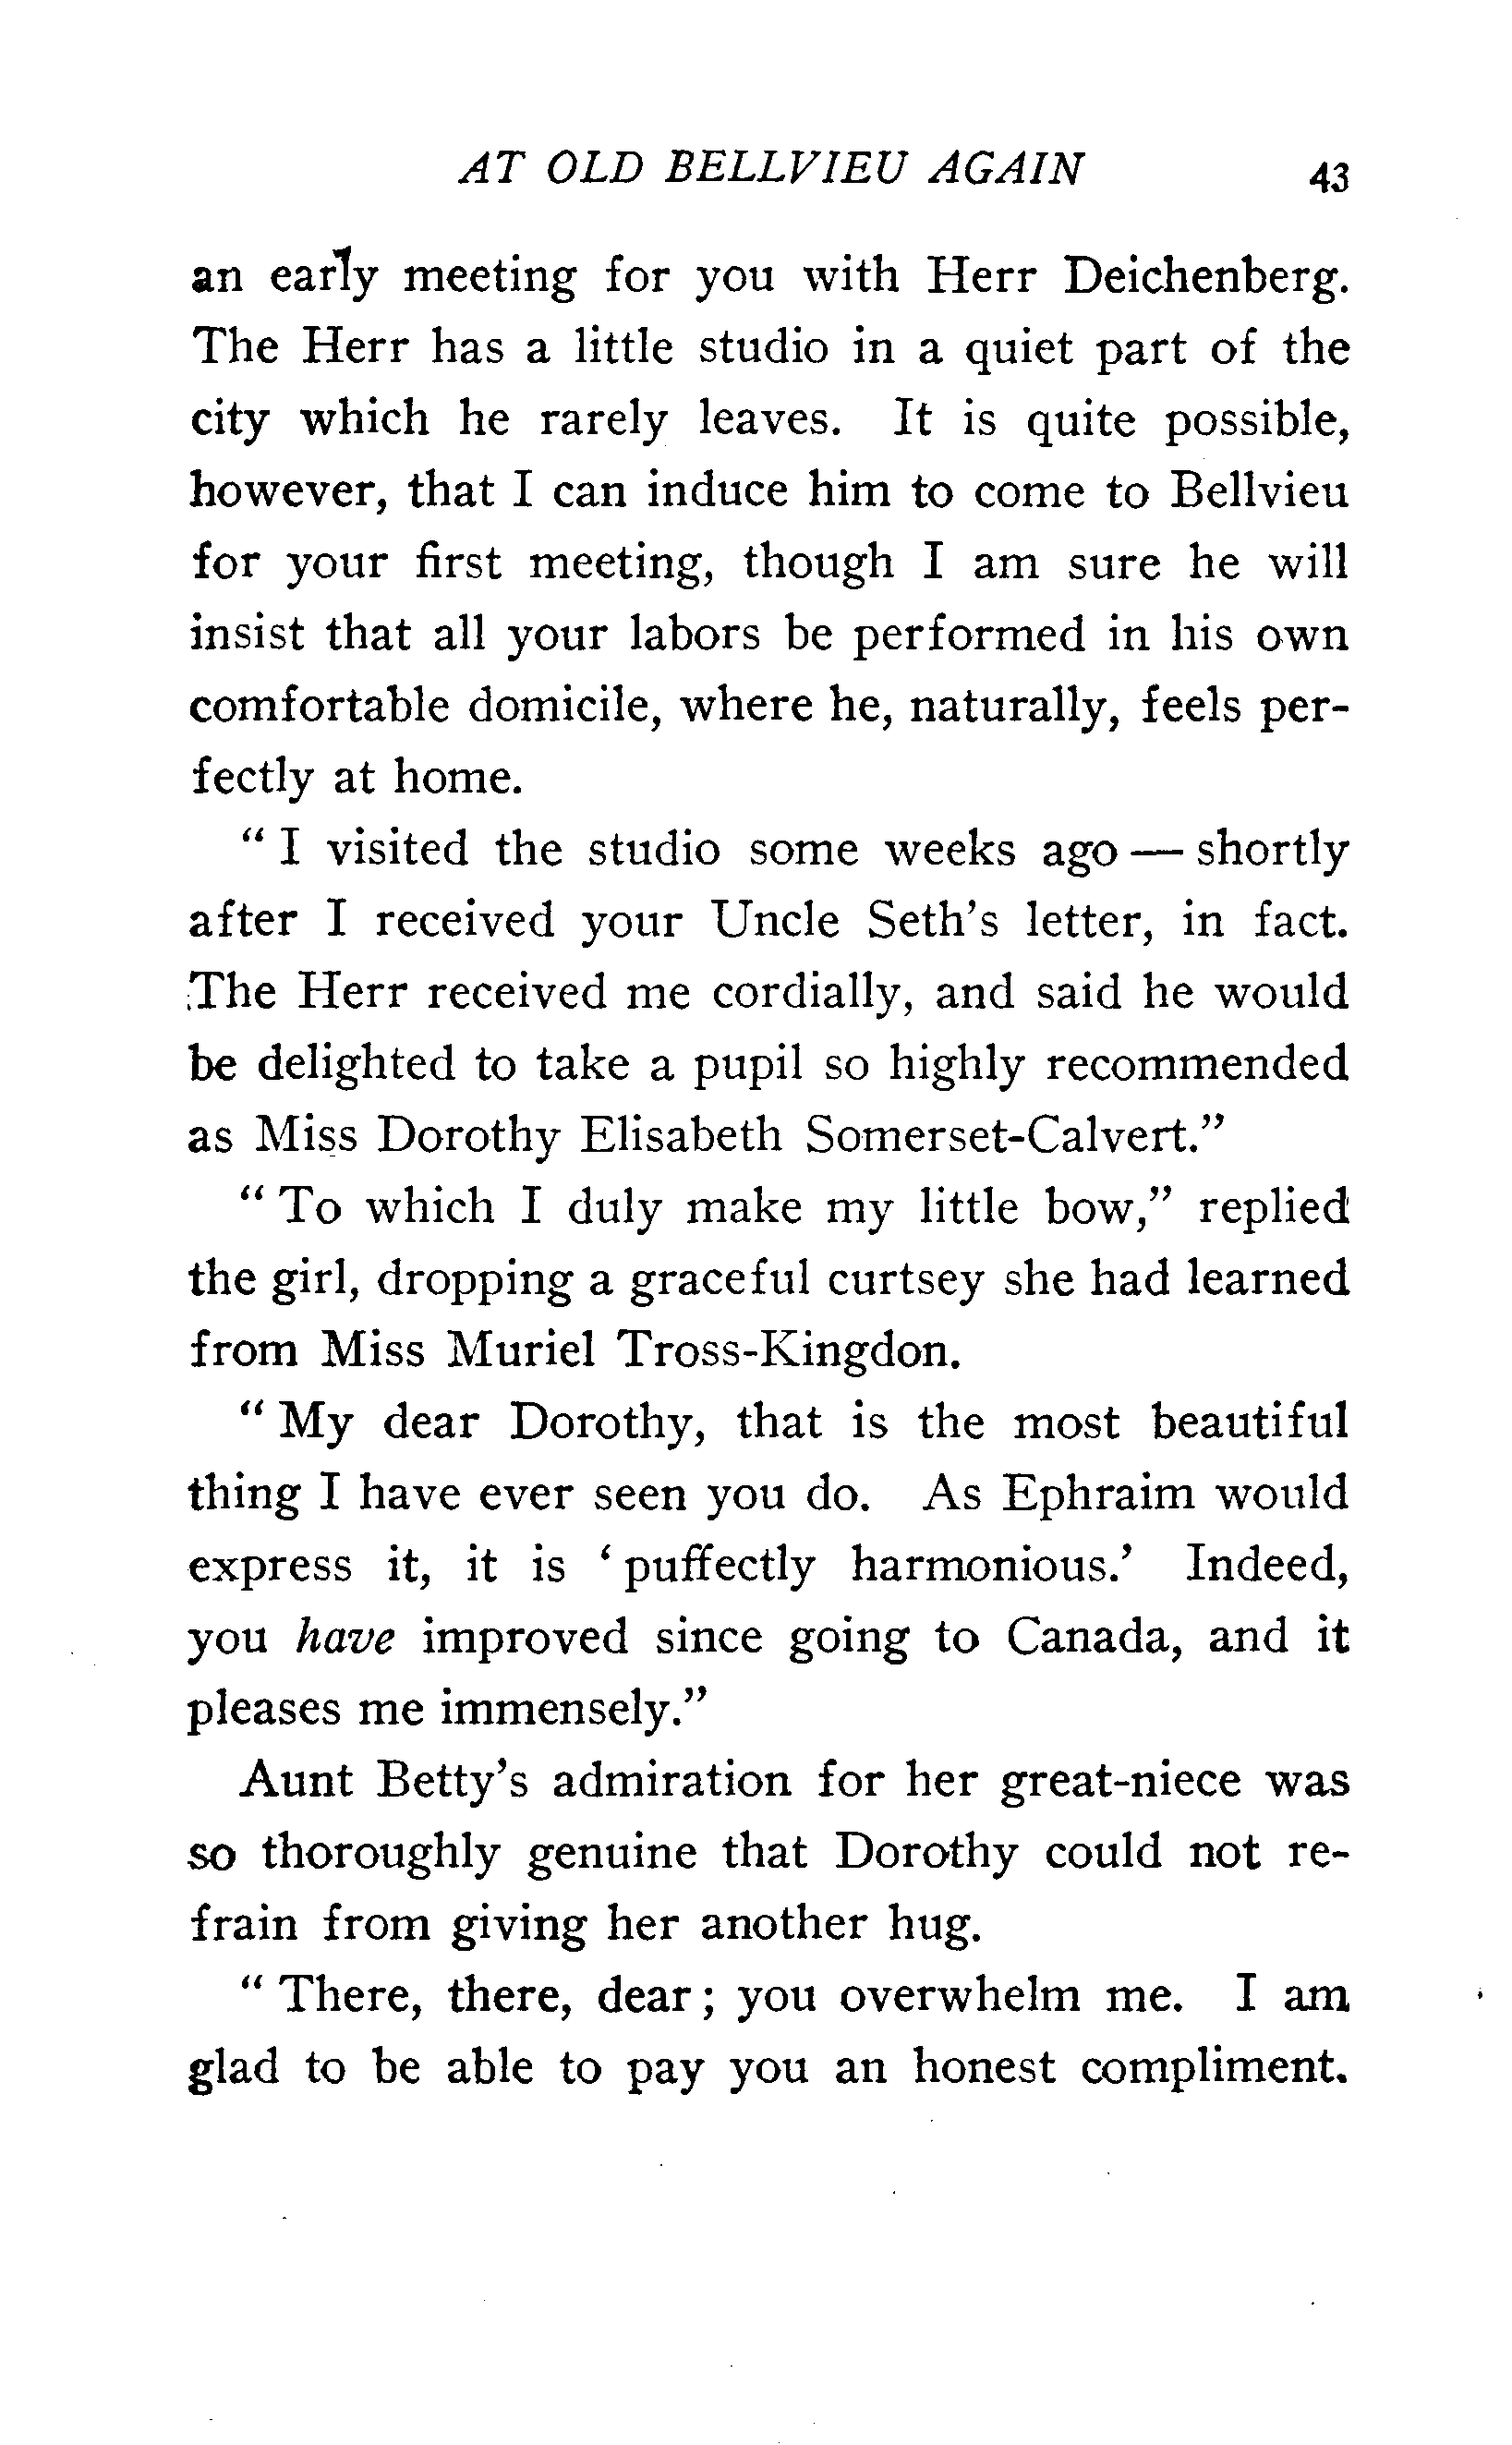 AT OLD BELLVIEU AGAIN 43
an early meeting for you with Herr Deichenberg.
The Herr has a little studio in a quiet part of the
city which he rarely leaves. It is quite possible,
however, that I can induce him to come to Bellvieu
for your first meeting, though I am sure he will
insist that all your labors be performed in his own
comfortable domicile, where he, naturally, feels per-
fectly at home.
" I visited the studio some weeks ago — shortly
after I received your Uncle Seth's letter, in fact.
The Herr received me cordially, and said he would
be delighted to take a pupil so highly recommended
as Miss Dorothy Elisabeth Somerset-Calvert."
" To which I duly make my little bow," replied
the girl, dropping a graceful curtsey she had learned
from Miss Muriel Tross-Kingdon.
" My dear Dorothy, that is the most beautiful
thing I have ever seen you do. As Ephraim would
express it, it is ' puffectly harmonious.' Indeed,
you have improved since going to Canada, and it
pleases me immensely."
Aunt Betty's admiration for her great-niece was
so thoroughly genuine that Dorothy could not re-
frain from giving her another hug.
" There, there, dear; you overwhelm me. I am
glad to be able to pay you an honest compliment.